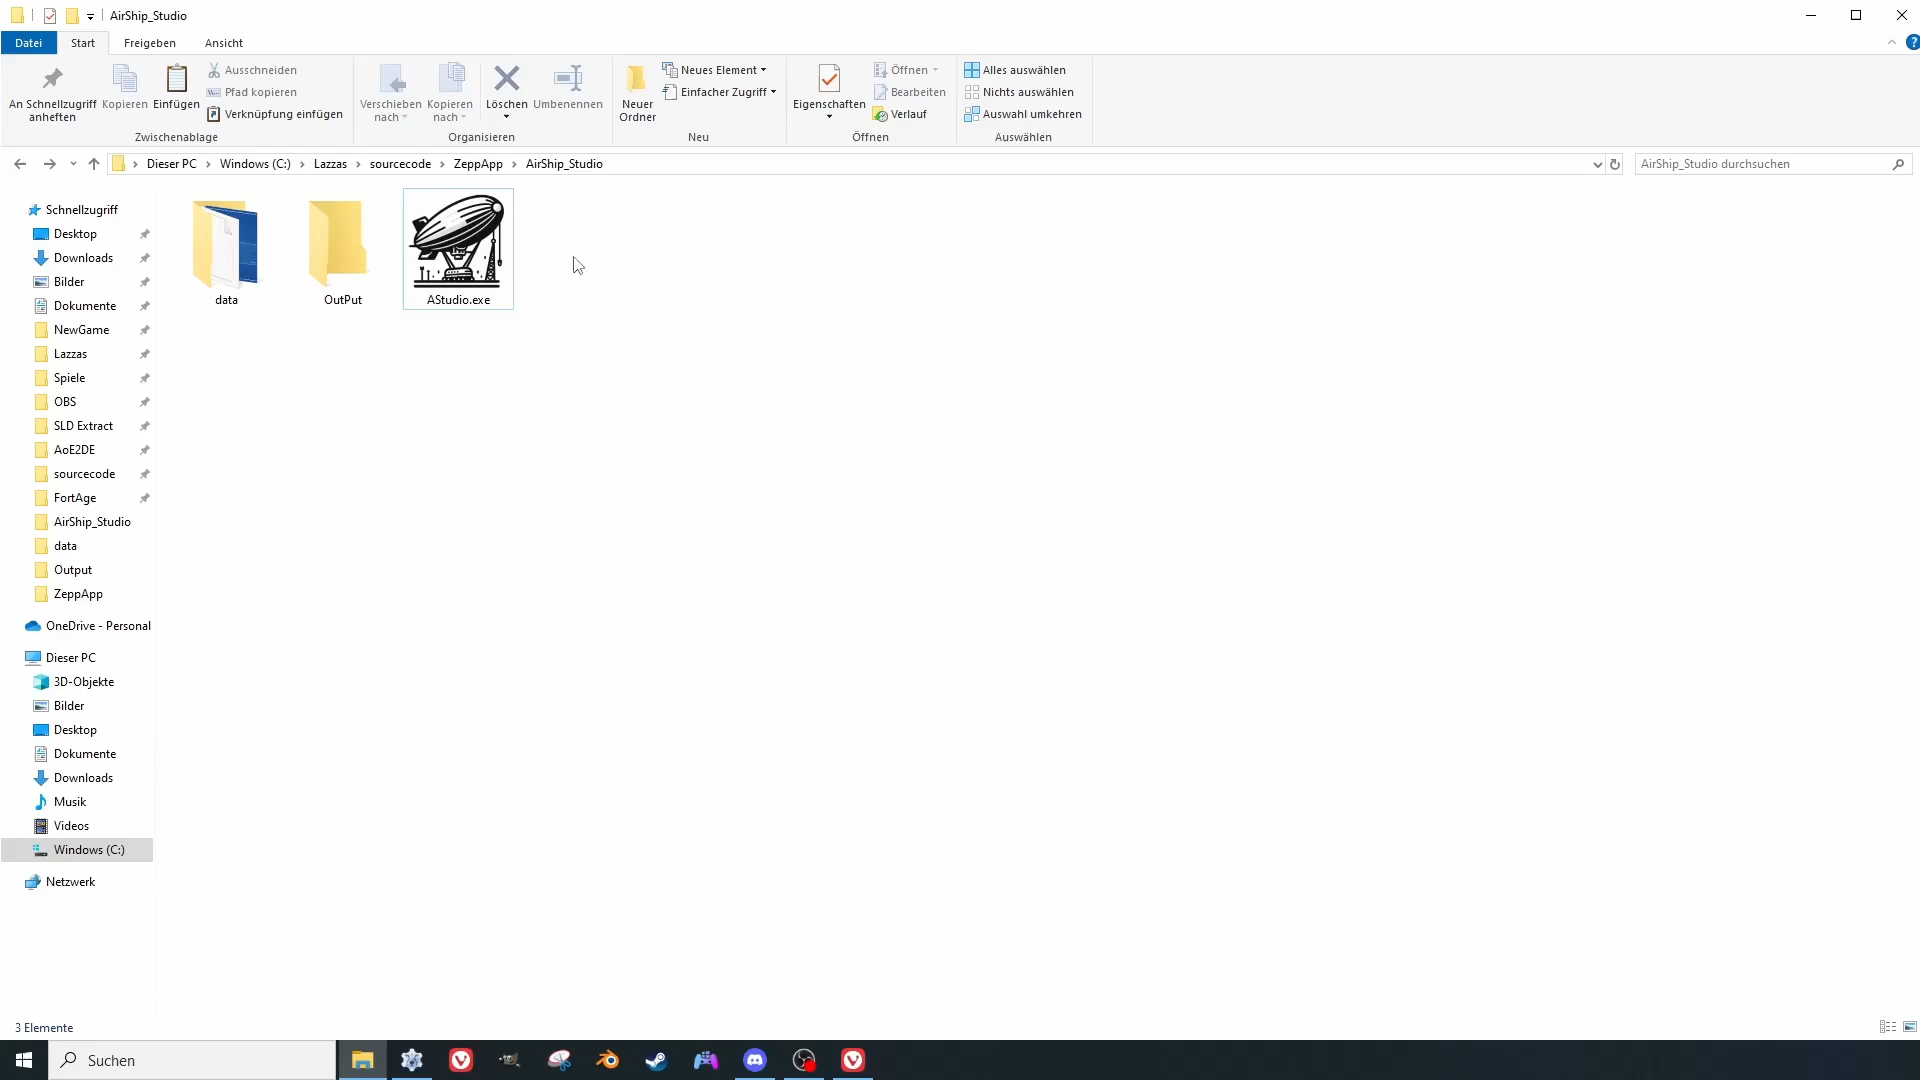 AirShip_Studio
Datei Start Freigeben Ansicht
An Schnellzugriff anheften
Kopieren
Einfügen
Ausschneiden
Pfad kopieren
Verknüpfung einfügen
Zwischenablage
Verschieben nach
Kopieren nach
Löschen
Umbenennen
Organisieren
Neuer Ordner
Neues Element
Einfacher Zugriff
Neu
Eigenschaften
Öffnen
Bearbeiten
Verlauf
Öffnen
Alles auswählen
Nichts auswählen
Auswahl umkehren
Auswählen
Dieser PC Windows (C:) Lazzas sourcecode ZeppApp AirShip_Studio
AirShip_Studio durchsuchen
Schnellzugriff
Desktop
Downloads
Bilder
Dokumente
NewGame
Lazzas
Spiele
OBS
SLD Extract
AoE2DE
sourcecode
FortAge
AirShip_Studio
data
Output
ZeppApp
OneDrive - Personal
Dieser PC
3D-Objekte
Bilder
Desktop
Dokumente
Downloads
Musik
Videos
Windows (C:)
Netzwerk
data
OutPut
AStudio.exe
3 Elemente
Suchen